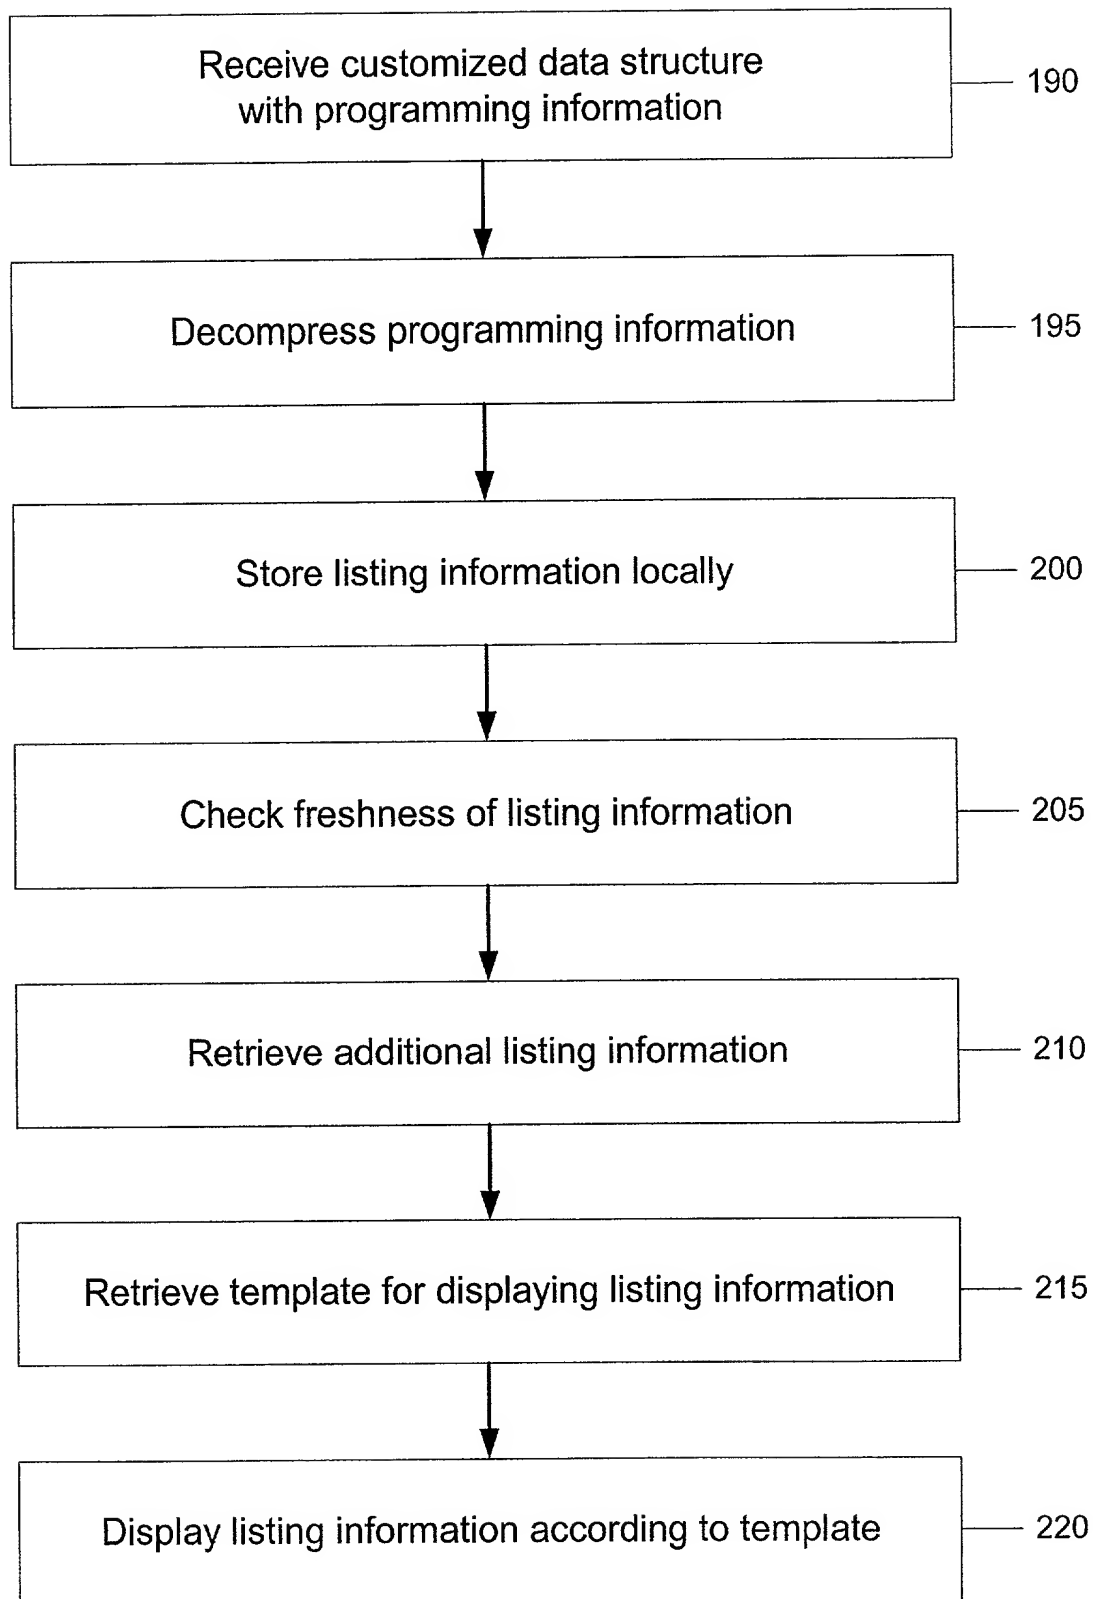 Receive customized data structure
with programming information
190
Decompress programming information
195
Store listing information locally
200
Check freshness of listing information
205
Retrieve additional listing information
210
Retrieve template for displaying listing information
215
Display listing information according to template
220